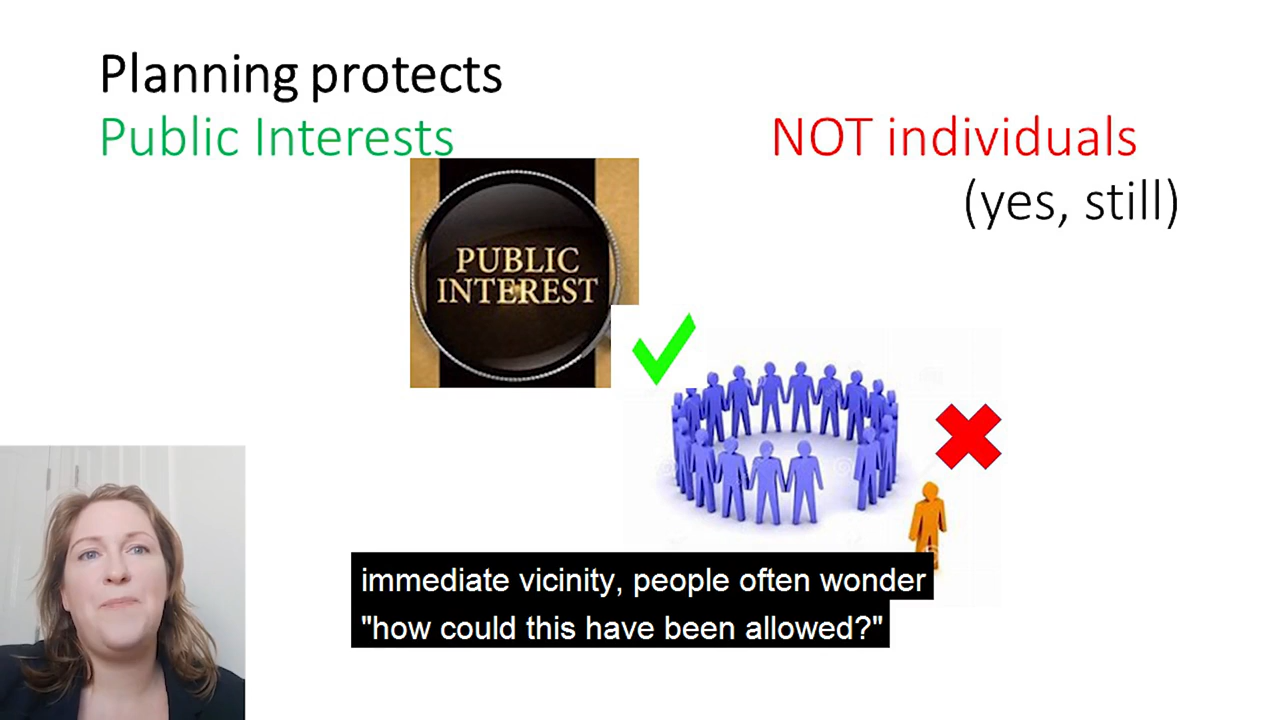 Planning protects
Public Interests
NOT individuals
(yes, still)
PUBLIC
INTEREST
immediate vicinity, people often wonder
"how could this have been allowed?"